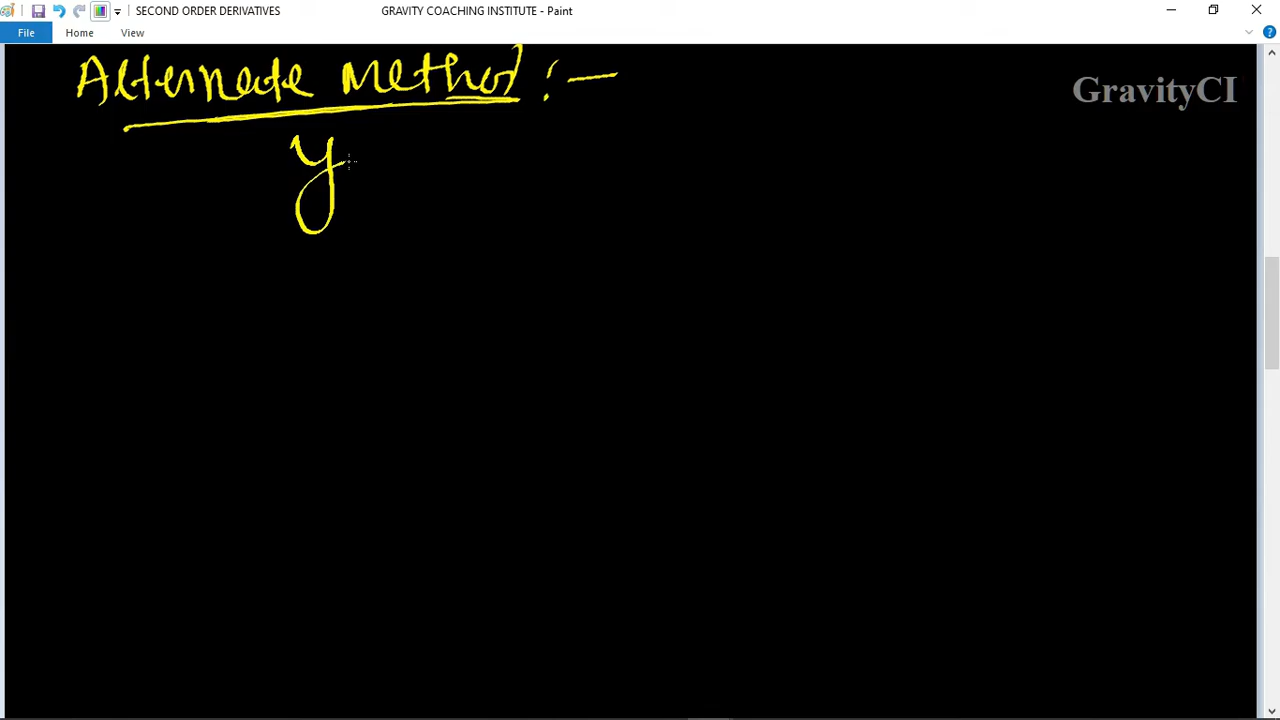 SECOND ORDER DERIVATIVES GRAVITY COACHING INSTITUTE - Paint
File Home View
Alternate Method :-
GravityCI
y